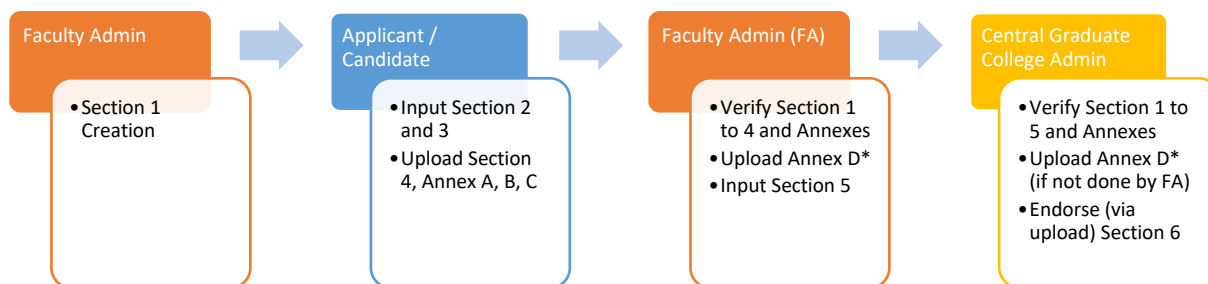 Faculty Admin
•Section 1
Creation
Applicant /
Candidate
•Input Section 2
and 3
•Upload Section
4, Annex A, B, C
Faculty Admin (FA)
•Verify Section 1
to 4 and Annexes
•Upload Annex D*
•Input Section 5
Central Graduate
College Admin
•Verify Section 1 to
5 and Annexes
•Upload Annex D*
(if not done by FA)
•Endorse (via
upload) Section 6